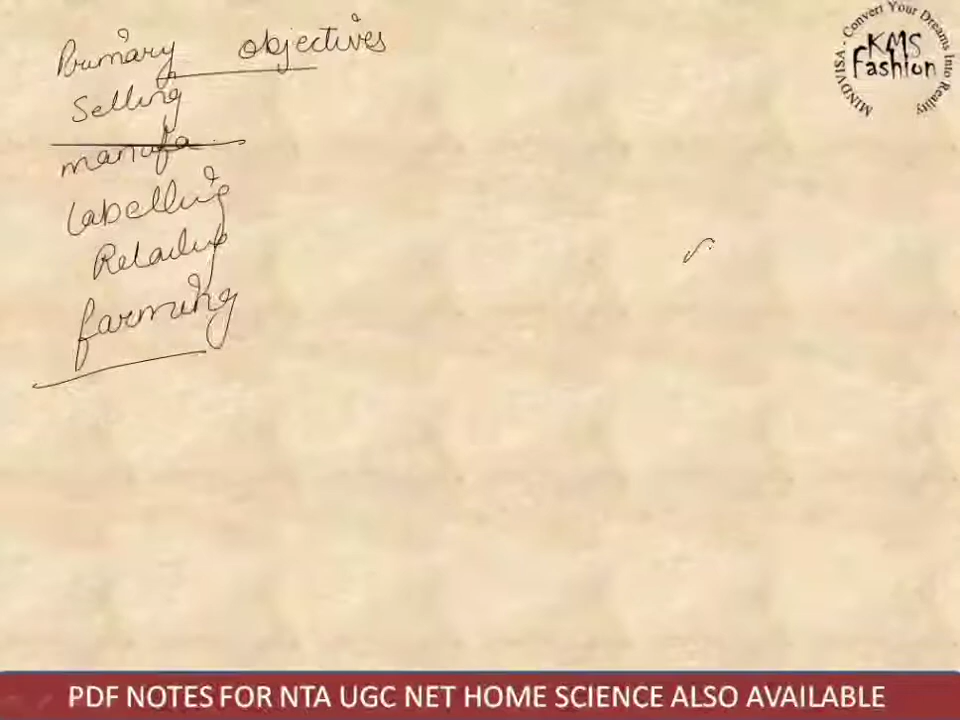 Primary objectives
Selling
manufa
Labelling
Retailing
farming
MINDVISA - Convert Your Dreams Into Reality
KMS
Fashion
PDF NOTES FOR NTA UGC NET HOME SCIENCE ALSO AVAILABLE